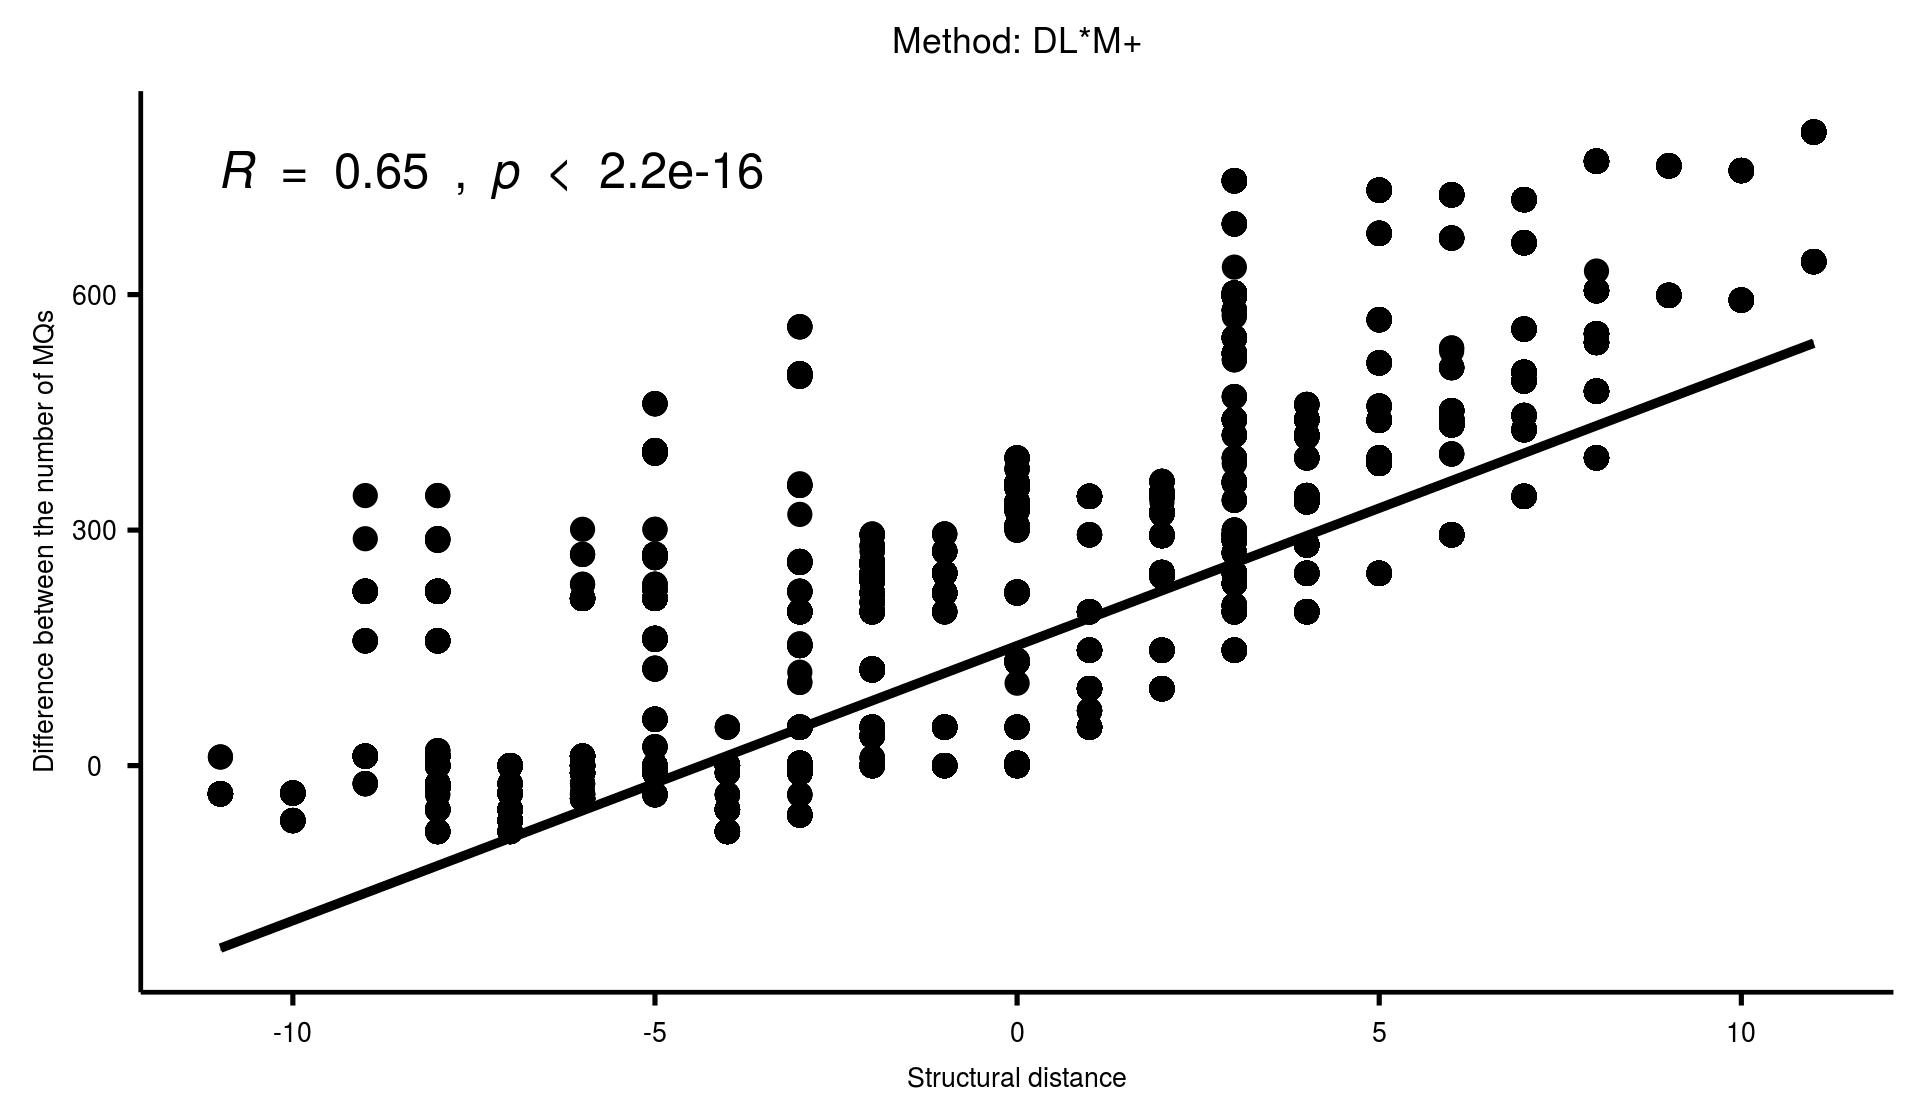 Method: DL*M+
R = 0.65 , p < 2.2e-16
Difference between the number of MQs
600
300
0
-10
-5
0
5
10
Structural distance